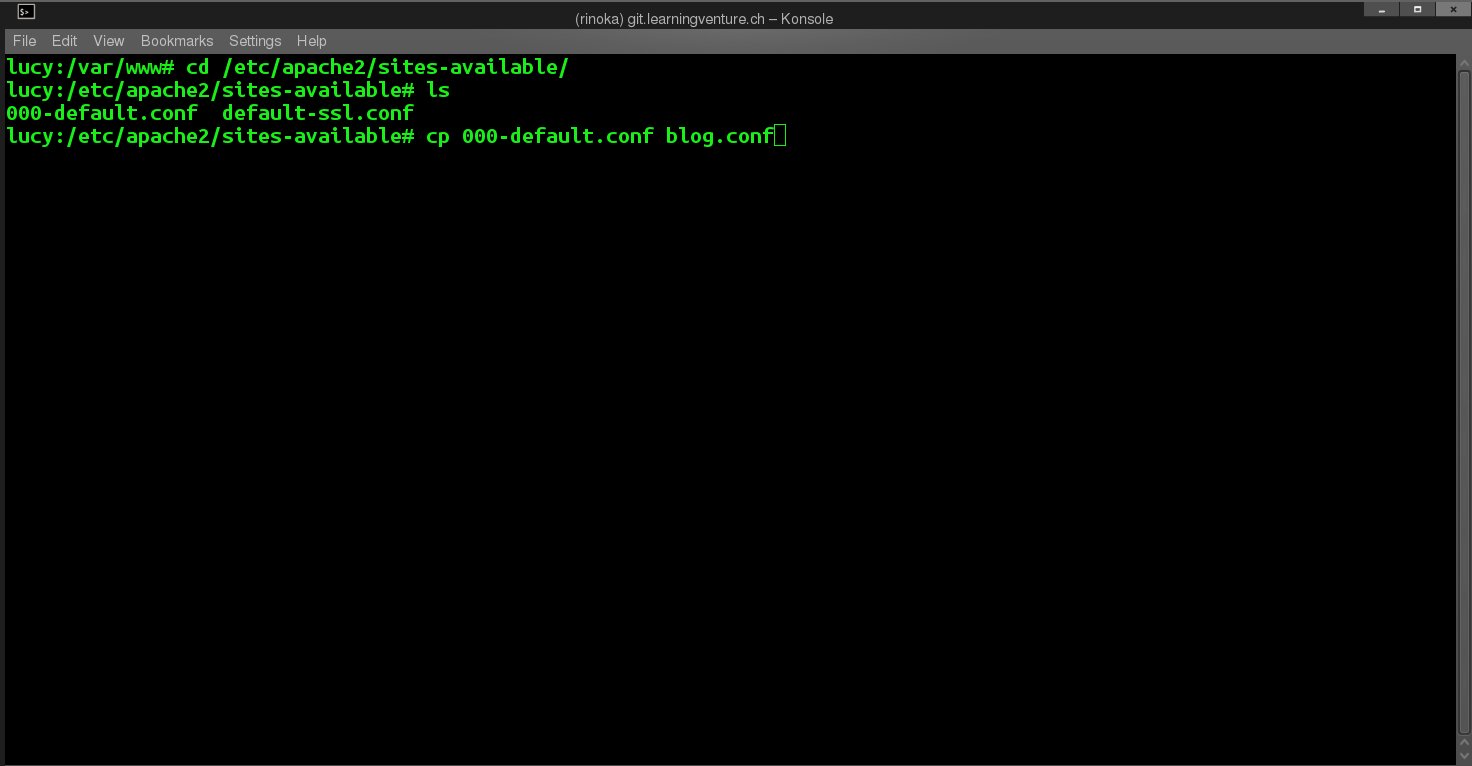 (rinoka) git.learningventure.ch – Konsole
File Edit View Bookmarks Settings Help
lucy:/var/www# cd /etc/apache2/sites-available/
lucy:/etc/apache2/sites-available# ls
000-default.conf  default-ssl.conf
lucy:/etc/apache2/sites-available# cp 000-default.conf blog.conf